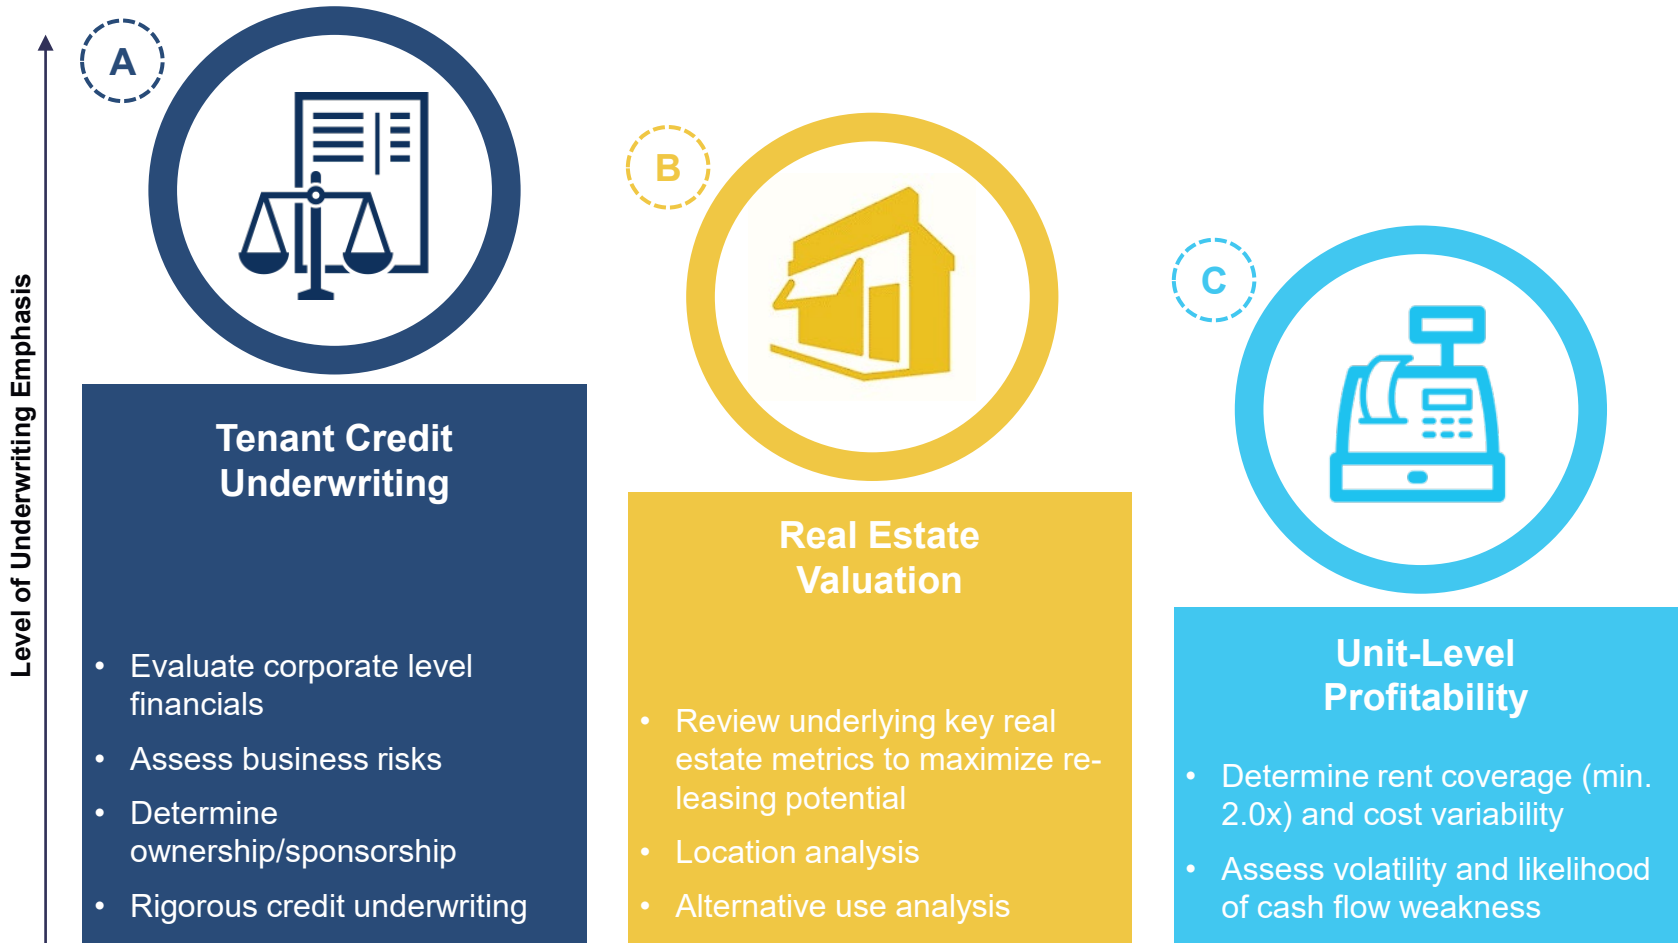 Level of Underwriting Emphasis
A
Tenant Credit
Underwriting
• Evaluate corporate level
financials
• Assess business risks
• Determine
ownership/sponsorship
• Rigorous credit underwriting
B
Real Estate
Valuation
• Review underlying key real
estate metrics to maximize re-
leasing potential
• Location analysis
• Alternative use analysis
C
Unit-Level
Profitability
• Determine rent coverage (min.
2.0x) and cost variability
• Assess volatility and likelihood
of cash flow weakness